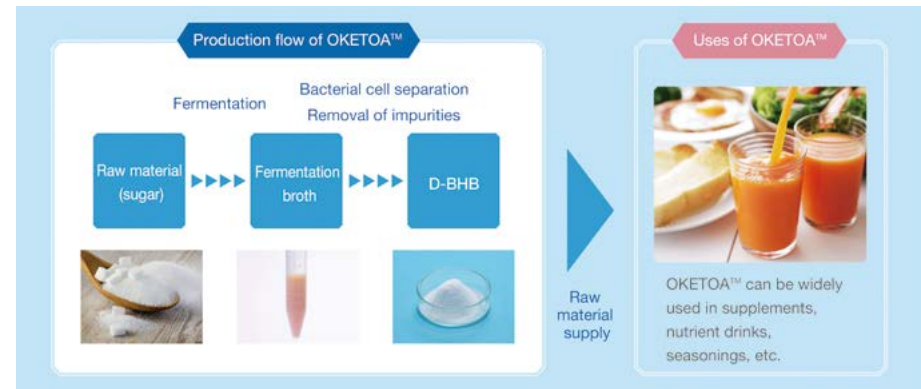 Production flow of OKETOA™
Fermentation
Bacterial cell separation
Removal of impurities
Raw material
(sugar)
Fermentation
broth
D-BHB
Raw
material
supply
Uses of OKETOA™
OKETOA™ can be widely
used in supplements,
nutrient drinks,
seasonings, etc.